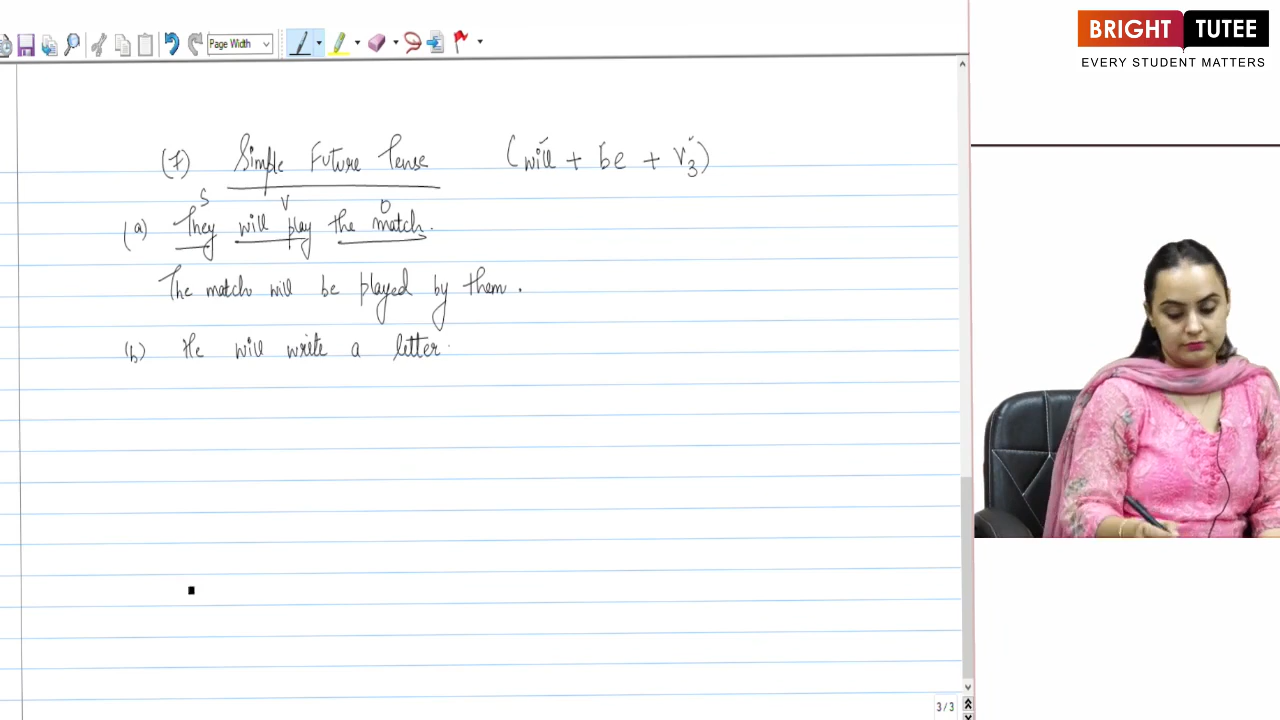 BRIGHT TUTEE
EVERY STUDENT MATTERS
Page Width
(7) Simple Future Tense (will + be + V3)
S V O
(a) They will play the match.
The match will be played by them.
(b) He will write a letter.
3/3